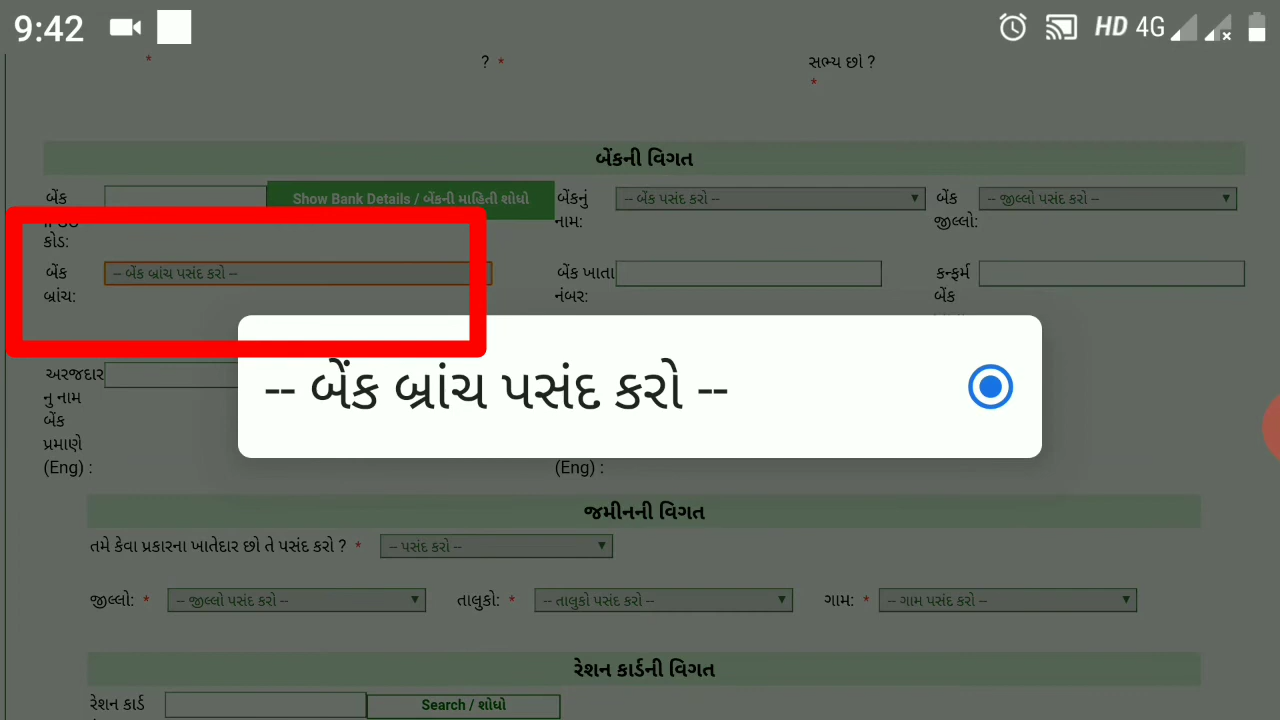 9:42 HD 4G
* ? * સભ્ય છો ?
*
બેંકની વિગત
બેંક Show Bank Details / બેંકની માહિતી શોધો બેંકનું -- બેંક પસંદ કરો -- બેંક -- જીલ્લો પસંદ કરો --
નામ: જીલ્લો:
કોડ:
બેંક -- બેંક બ્રાંચ પસંદ કરો -- બેંક ખાતા કન્ફર્મ
બ્રાંચ: નંબર: બેંક
-- બેંક બ્રાંચ પસંદ કરો --
અરજદાર
નુ નામ
બેંક
પ્રમાણે
(Eng) : (Eng) :
જમીનની વિગત
તમે કેવા પ્રકારના ખાતેદાર છો તે પસંદ કરો ? * -- પસંદ કરો --
જીલ્લો: * -- જીલ્લો પસંદ કરો -- તાલુકો: * -- તાલુકો પસંદ કરો -- ગામ: * -- ગામ પસંદ કરો --
રેશન કાર્ડની વિગત
રેશન કાર્ડ Search / શોધો